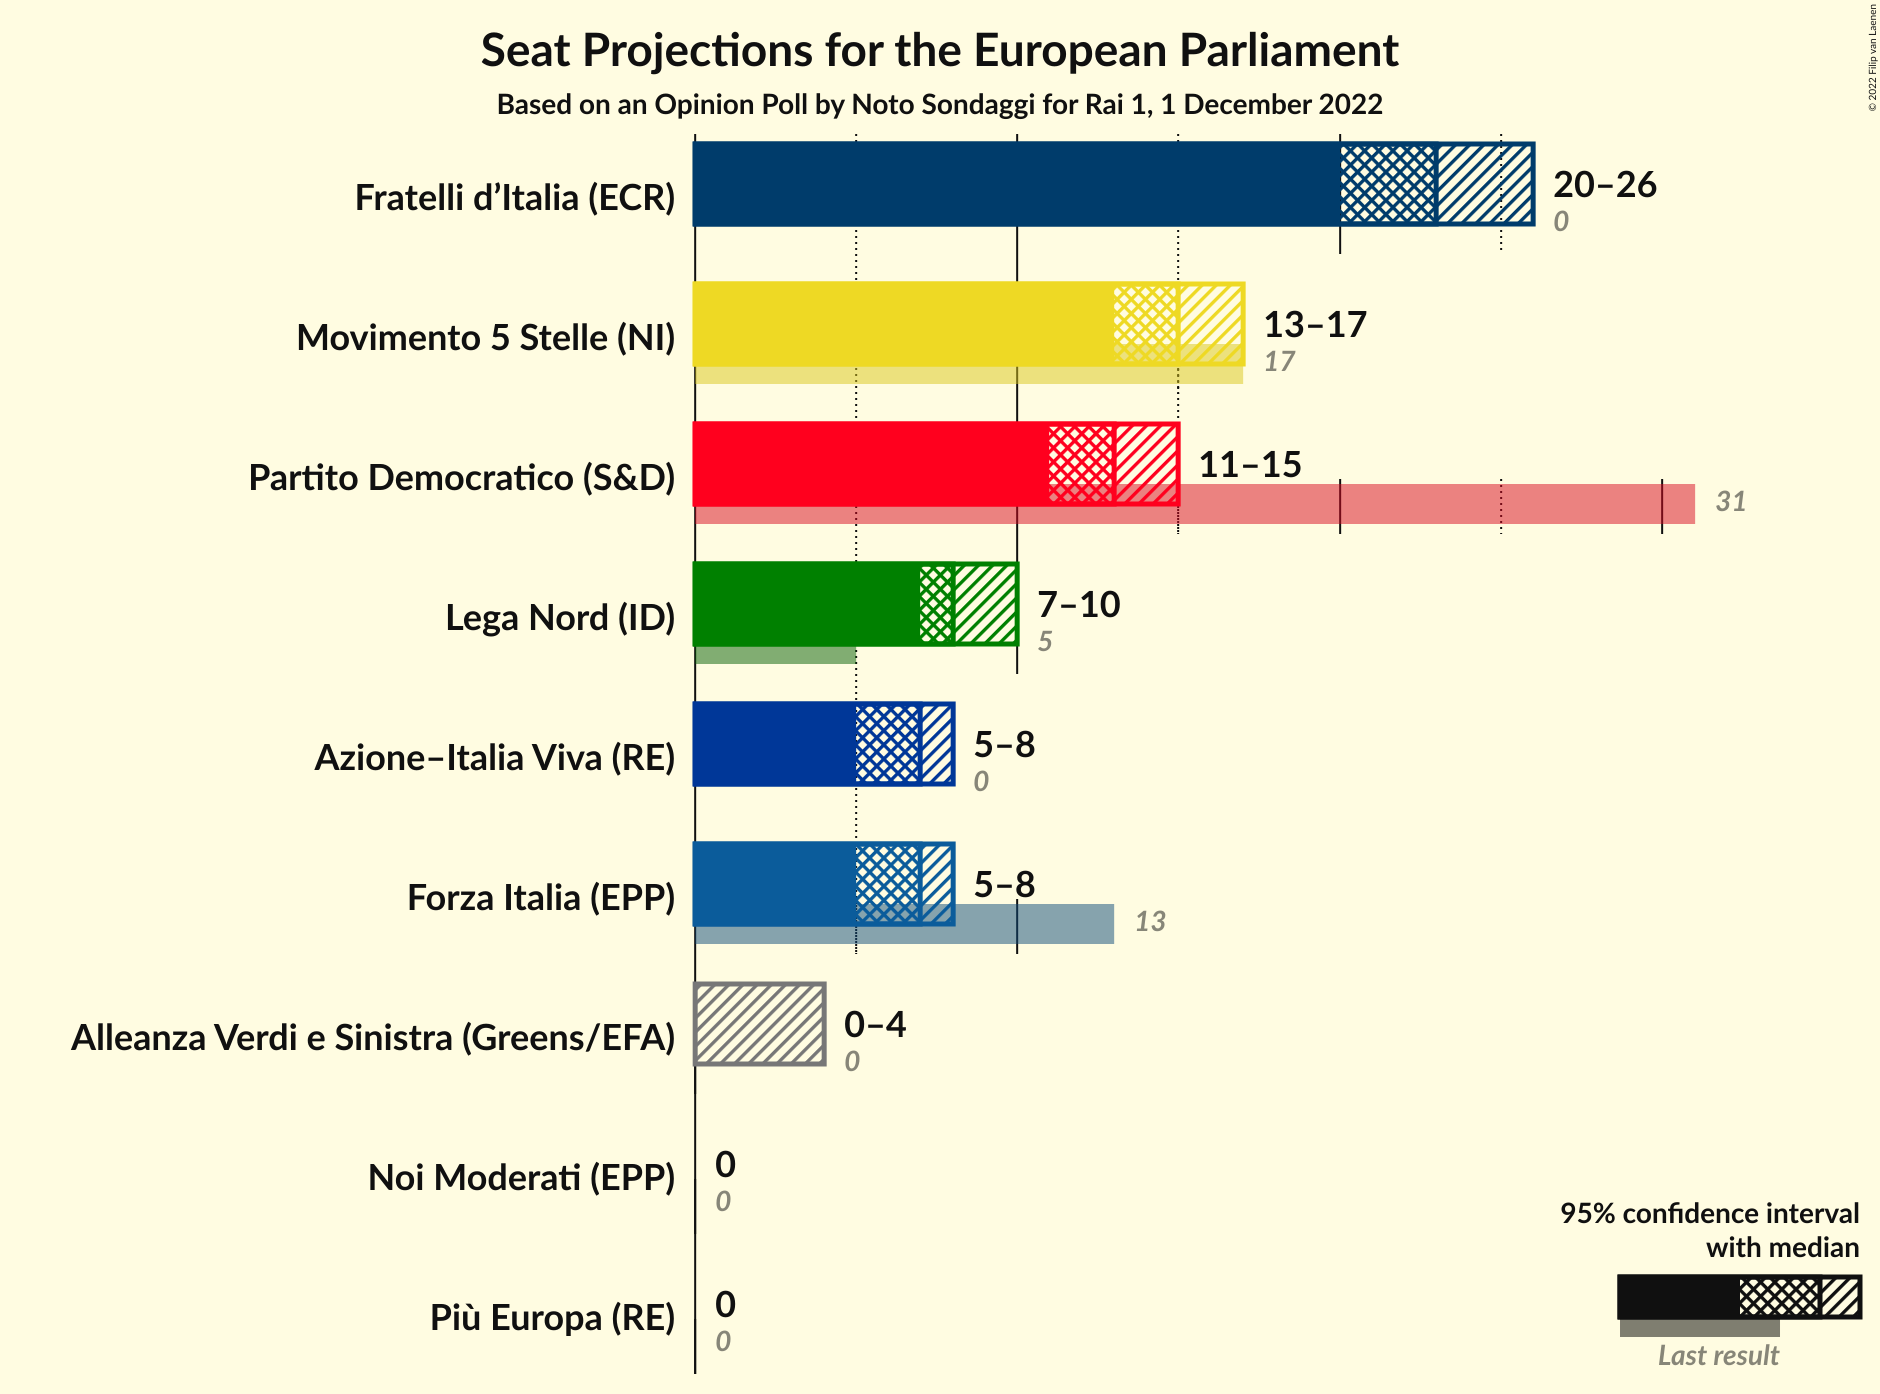 Seat Projections for the European Parliament
Based on an Opinion Poll by Noto Sondaggi for Rai 1, 1 December 2022
© 2022 Filip van Laenen
Fratelli d’Italia (ECR)
20–26
0
Movimento 5 Stelle (NI)
13–17
17
Partito Democratico (S&D)
11–15
31
Lega Nord (ID)
7–10
5
Azione–Italia Viva (RE)
5–8
0
Forza Italia (EPP)
5–8
13
Alleanza Verdi e Sinistra (Greens/EFA)
0–4
0
Noi Moderati (EPP)
0
0
Più Europa (RE)
0
0
95% confidence interval
with median
Last result